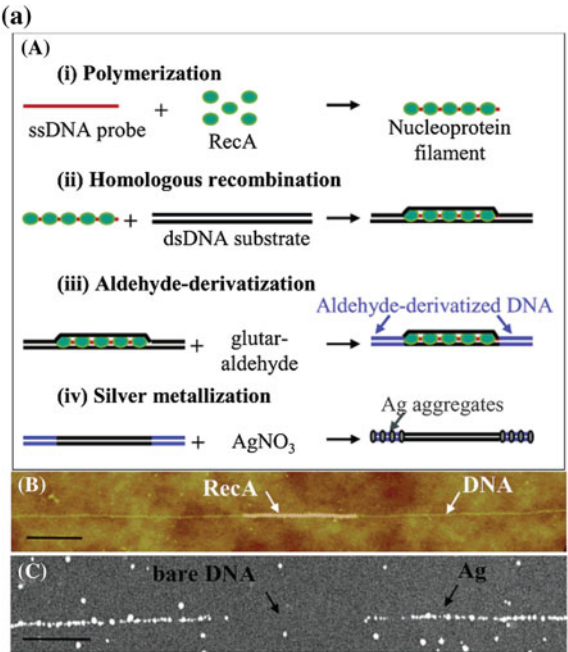 (a)
(A)
(i) Polymerization
+
ssDNA probe
RecA
Nucleoprotein
filament
(ii) Homologous recombination
+
dsDNA substrate
(iii) Aldehyde-derivatization
Aldehyde-derivatized DNA
+
glutar-
aldehyde
(iv) Silver metallization
Ag aggregates
+ AgNO3
(B)
RecA
DNA
(C)
bare DNA
Ag